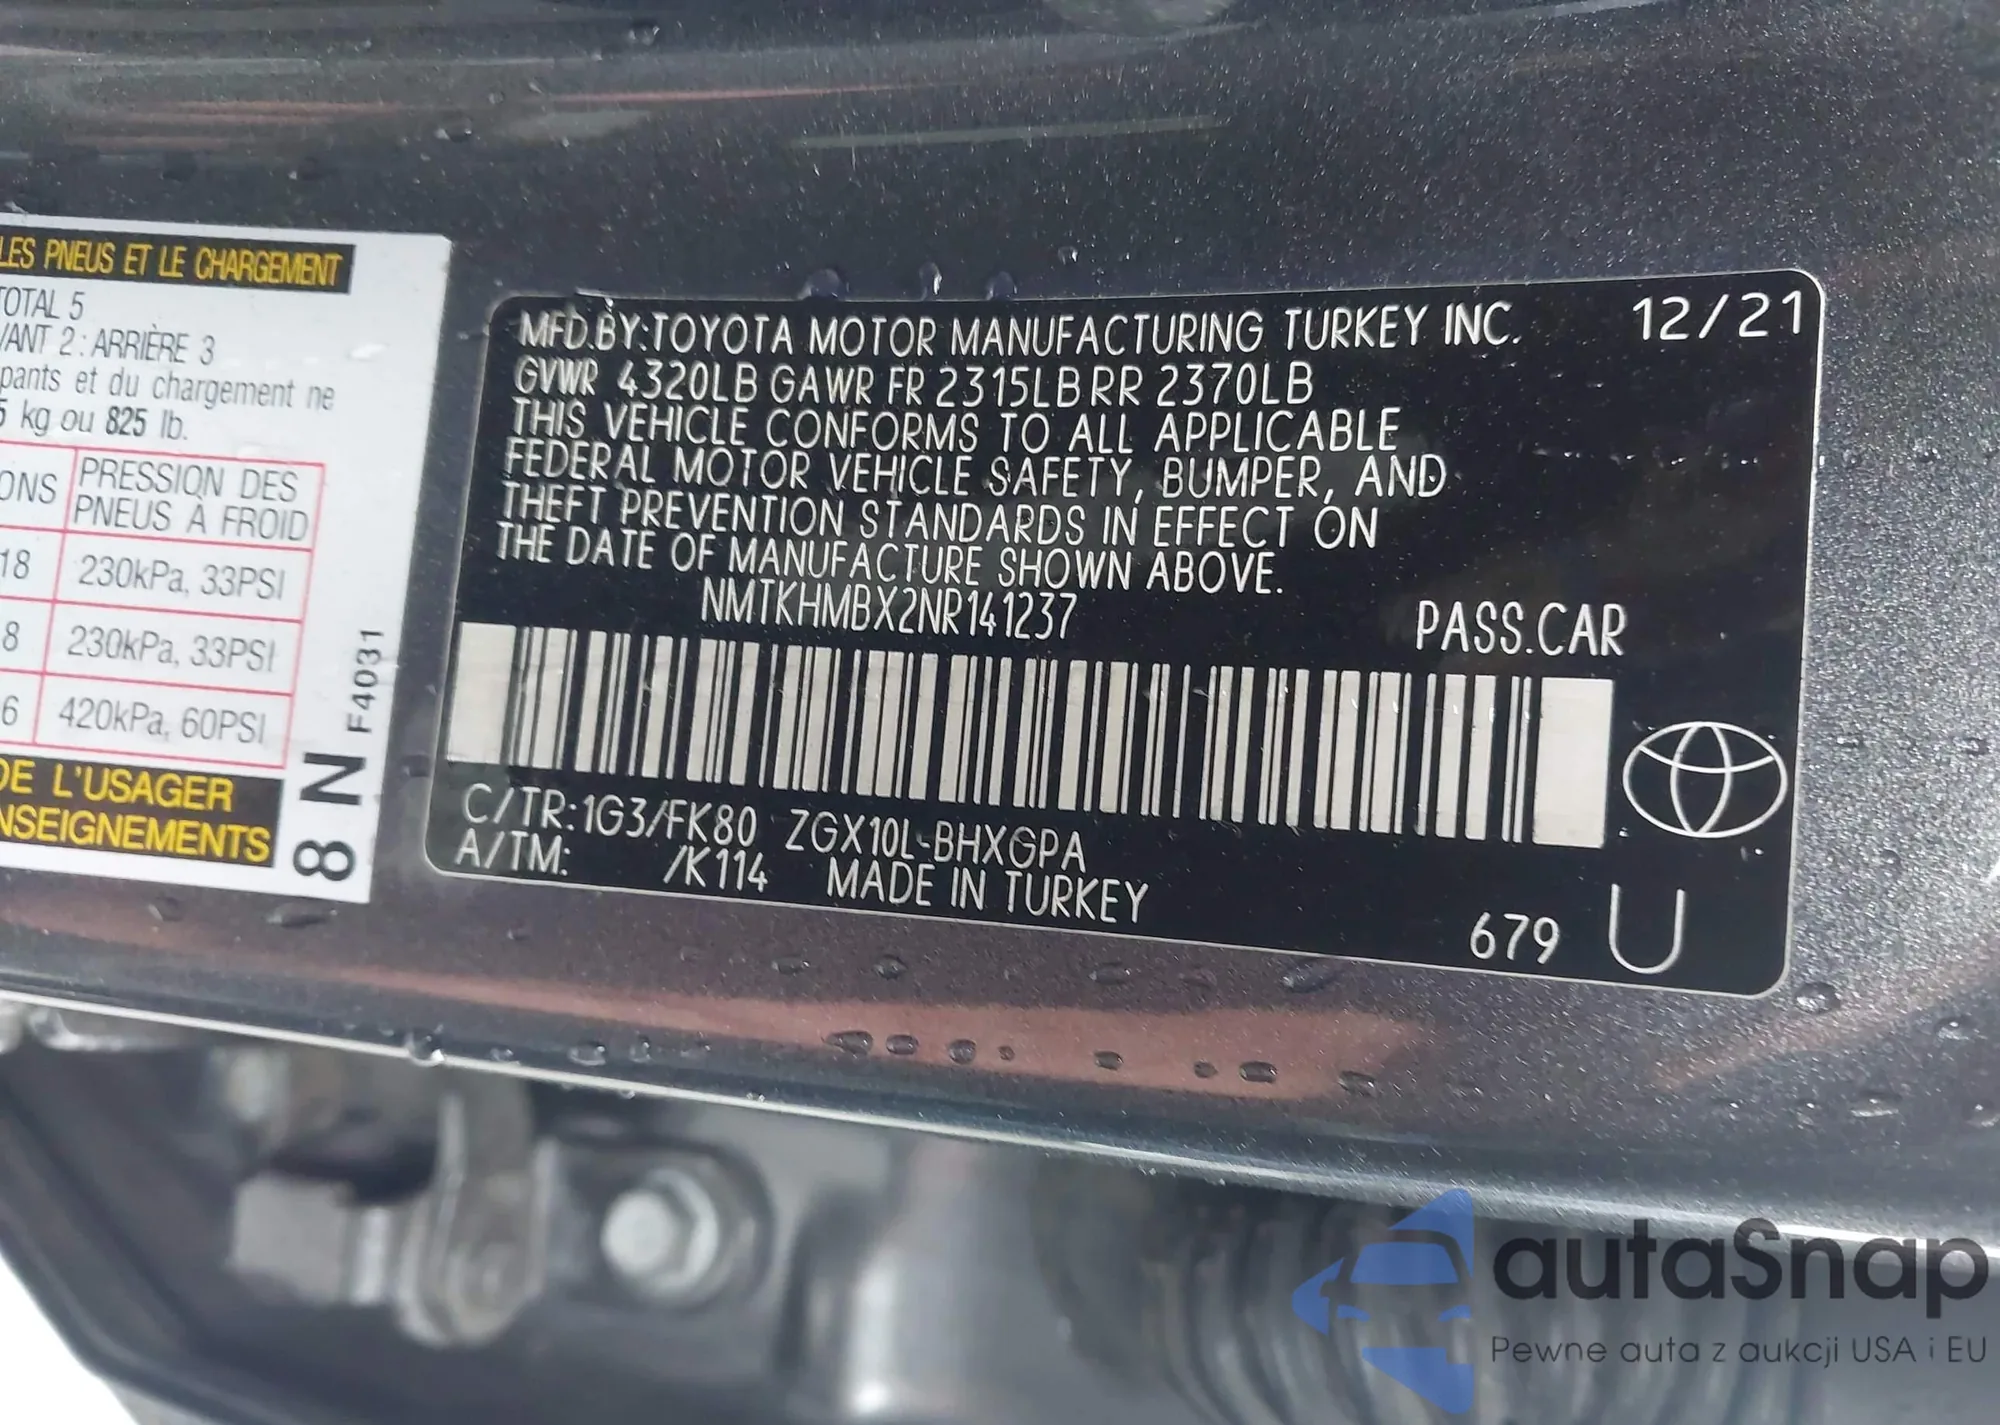 LES PNEUS ET LE CHARGEMENT
TOTAL 5
VANT 2 : ARRIÈRE 3
pants et du chargement ne
5 kg ou 825 lb.
ONS PRESSION DES
PNEUS À FROID
18 230kPa, 33PSI
8 230kPa, 33PSI
6 420kPa, 60PSI
DE L'USAGER
NSEIGNEMENTS
8 N F40031
MFD.BY:TOYOTA MOTOR MANUFACTURING TURKEY INC. 12/21
GVWR 4320LB GAWR FR 2315LB RR 2370LB
THIS VEHICLE CONFORMS TO ALL APPLICABLE
FEDERAL MOTOR VEHICLE SAFETY, BUMPER, AND
THEFT PREVENTION STANDARDS IN EFFECT ON
THE DATE OF MANUFACTURE SHOWN ABOVE.
NMTKHMBX2NR141237 PASS.CAR
C/TR:1G3/FK80 ZGX10L-BHXGPA
A/TM: /K114 MADE IN TURKEY
679 U
autaSnap
Pewne auta z aukcji USA i EU